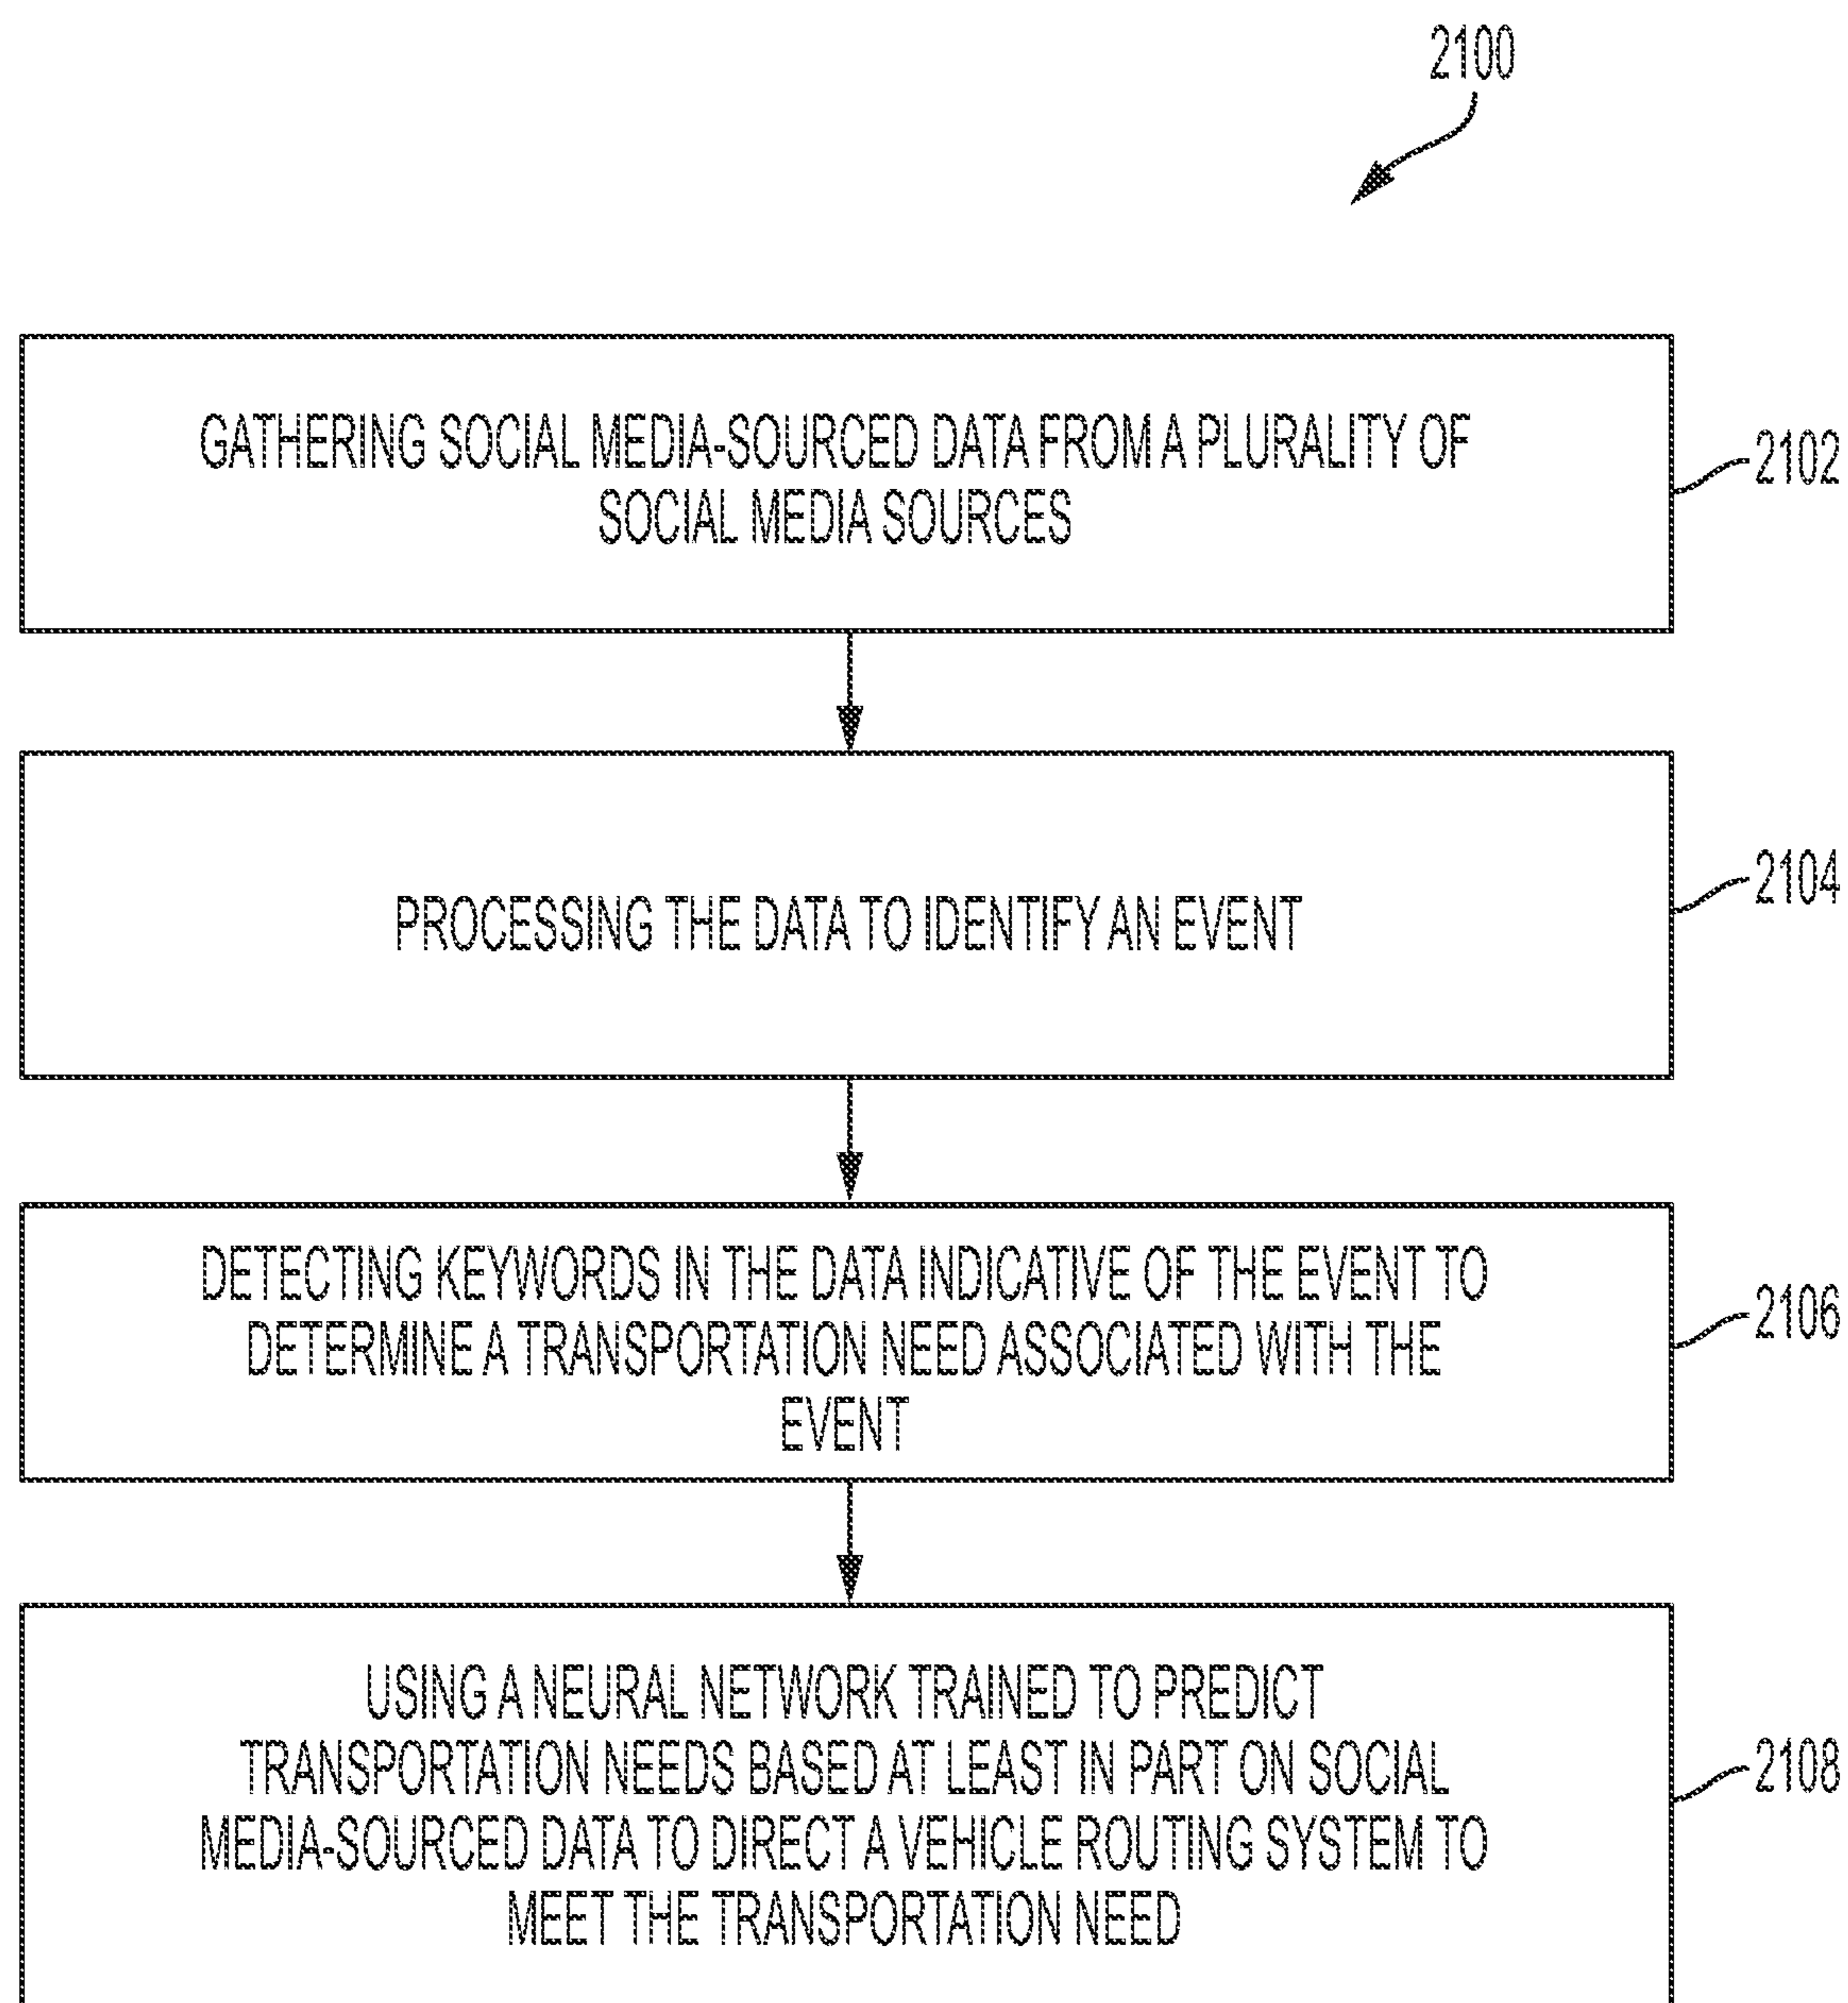 2100
GATHERING SOCIAL MEDIA-SOURCED DATA FROM A PLURALITY OF
SOCIAL MEDIA SOURCES
2102
PROCESSING THE DATA TO IDENTIFY AN EVENT
2104
DETECTING KEYWORDS IN THE DATA INDICATIVE OF THE EVENT TO
DETERMINE A TRANSPORTATION NEED ASSOCIATED WITH THE
EVENT
2106
USING A NEURAL NETWORK TRAINED TO PREDICT
TRANSPORTATION NEEDS BASED AT LEAST IN PART ON SOCIAL
MEDIA-SOURCED DATA TO DIRECT A VEHICLE ROUTING SYSTEM TO
MEET THE TRANSPORTATION NEED
2108